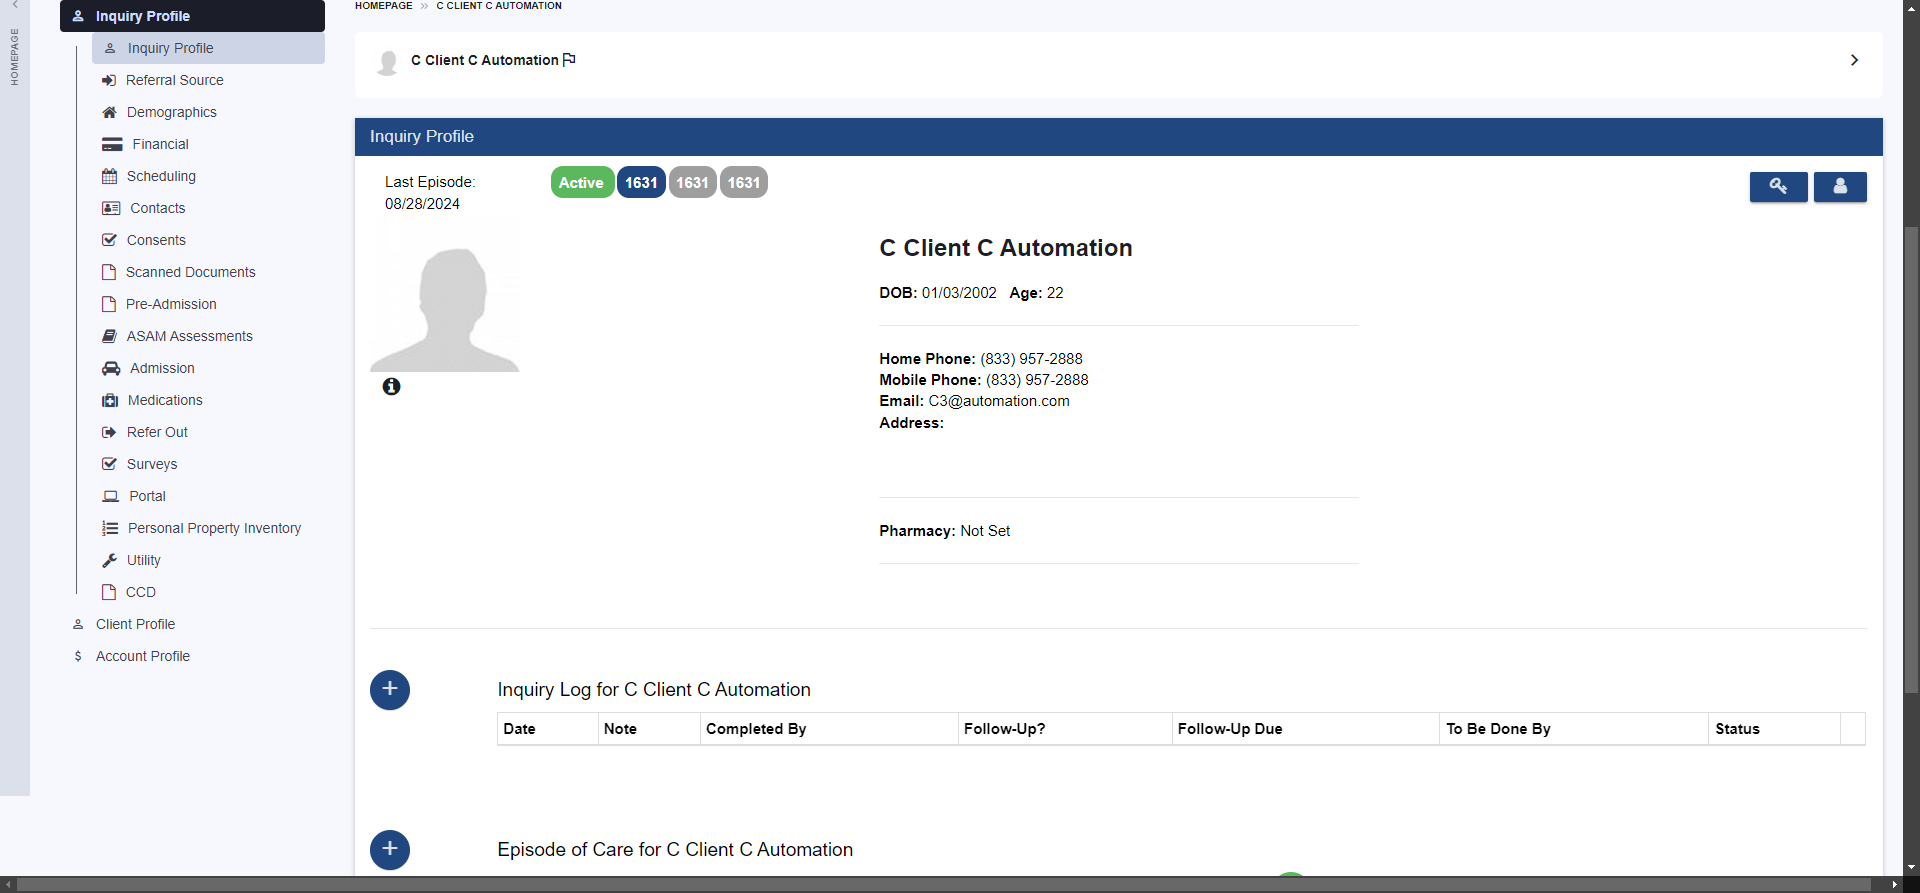 HOMEPAGE
Inquiry Profile
Inquiry Profile
Referral Source
Demographics
Financial
Scheduling
Contacts
Consents
Scanned Documents
Pre-Admission
ASAM Assessments
Admission
Medications
Refer Out
Surveys
Portal
Personal Property Inventory
Utility
CCD
Client Profile
$ Account Profile
HOMEPAGE » C CLIENT C AUTOMATION
C Client C Automation
Inquiry Profile
Last Episode:
08/28/2024
Active 1631 1631 1631
C Client C Automation
DOB: 01/03/2002 Age: 22
Home Phone: (833) 957-2888
Mobile Phone: (833) 957-2888
Email: C3@automation.com
Address:
Pharmacy: Not Set
Inquiry Log for C Client C Automation
Date Note Completed By Follow-Up? Follow-Up Due To Be Done By Status
Episode of Care for C Client C Automation